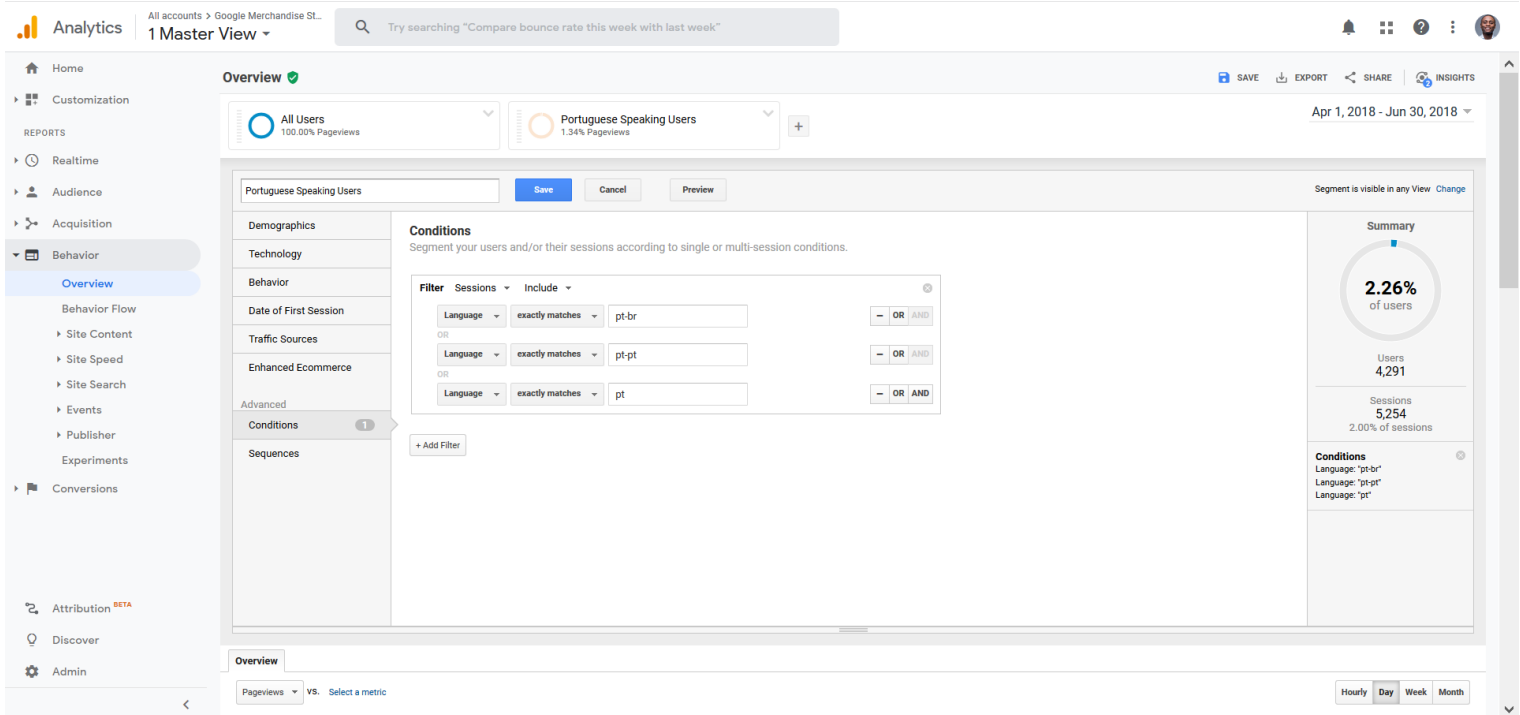 Analytics
All accounts > Google Merchandise St...
1 Master View
Try searching "Compare bounce rate this week with last week"
Home
Customization
REPORTS
Realtime
Audience
Acquisition
Behavior
Overview
Behavior Flow
Site Content
Site Speed
Site Search
Events
Publisher
Experiments
Conversions
Attribution BETA
Discover
Admin
Overview
SAVE
EXPORT
SHARE
2
INSIGHTS
All Users
100.00% Pageviews
Portuguese Speaking Users
1.34% Pageviews
+
Apr 1, 2018 - Jun 30, 2018
Portuguese Speaking Users
Save
Cancel
Preview
Segment is visible in any View Change
Demographics
Technology
Behavior
Date of First Session
Traffic Sources
Enhanced Ecommerce
Advanced
Conditions 1
Sequences
Conditions
Segment your users and/or their sessions according to single or multi-session conditions.
Filter Sessions Include
Language exactly matches pt-br – OR AND
OR
Language exactly matches pt-pt – OR AND
OR
Language exactly matches pt – OR AND
+ Add Filter
Summary
2.26%
of users
Users
4,291
Sessions
5,254
2.00% of sessions
Conditions
Language: "pt-br"
Language: "pt-pt"
Language: "pt"
Overview
Pageviews VS. Select a metric
Hourly Day Week Month